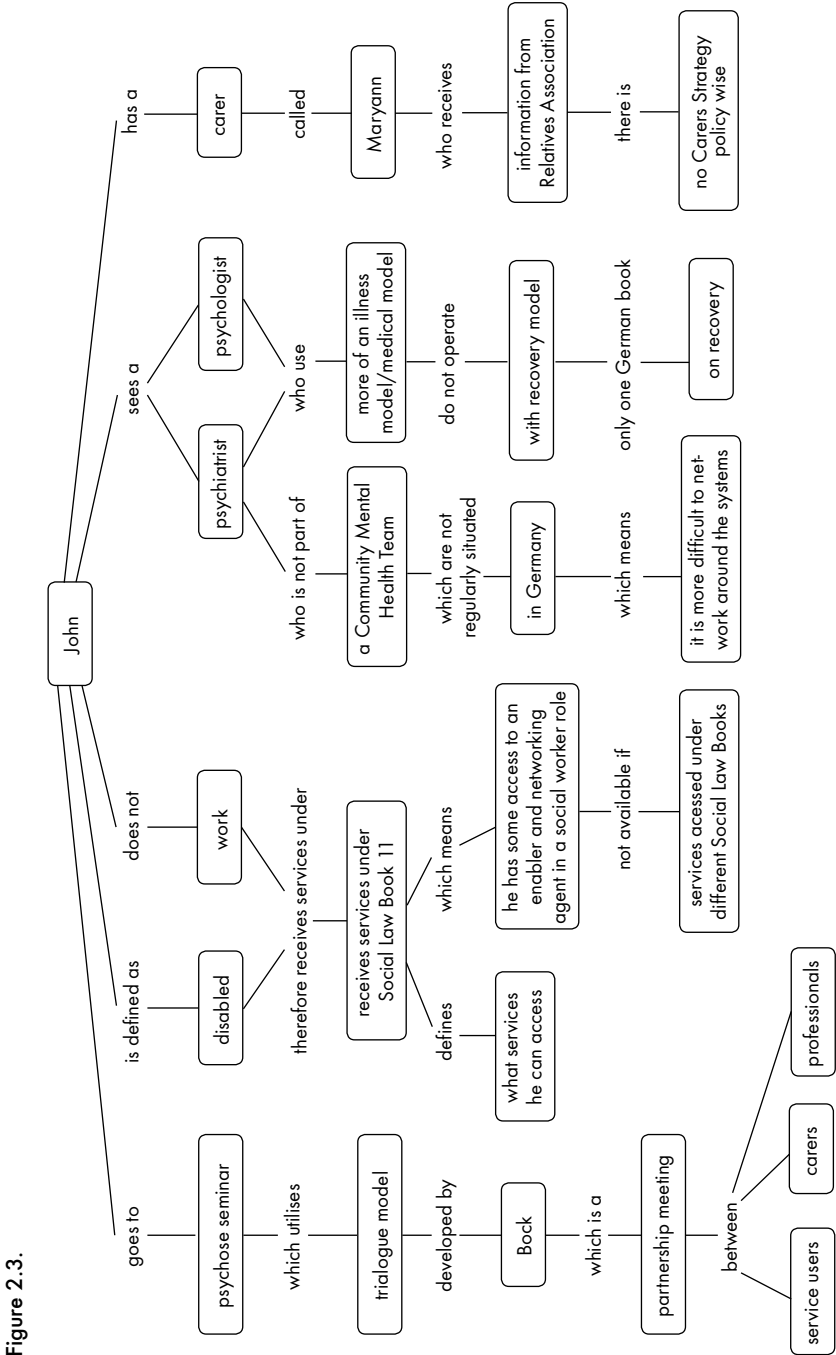 Figure 2.3.
John
goes to
psychose seminar
which utilises
trialogue model
developed by
Bock
which is a
partnership meeting
between
service users
carers
professionals
is defined as
disabled
does not
work
therefore receives services under
receives services under
Social Law Book 11
defines
what services
he can access
which means
he has some access to an
enabler and networking
agent in a social worker role
not available if
services acessed under
different Social Law Books
sees a
psychiatrist
psychologist
who is not part of
a Community Mental
Health Team
which are not
regularly situated
in Germany
which means
it is more difficult to net-
work around the systems
who use
more of an illness
model/medical model
do not operate
with recovery model
only one German book
on recovery
has a
carer
called
Maryann
who receives
information from
Relatives Association
there is
no Carers Strategy
policy wise